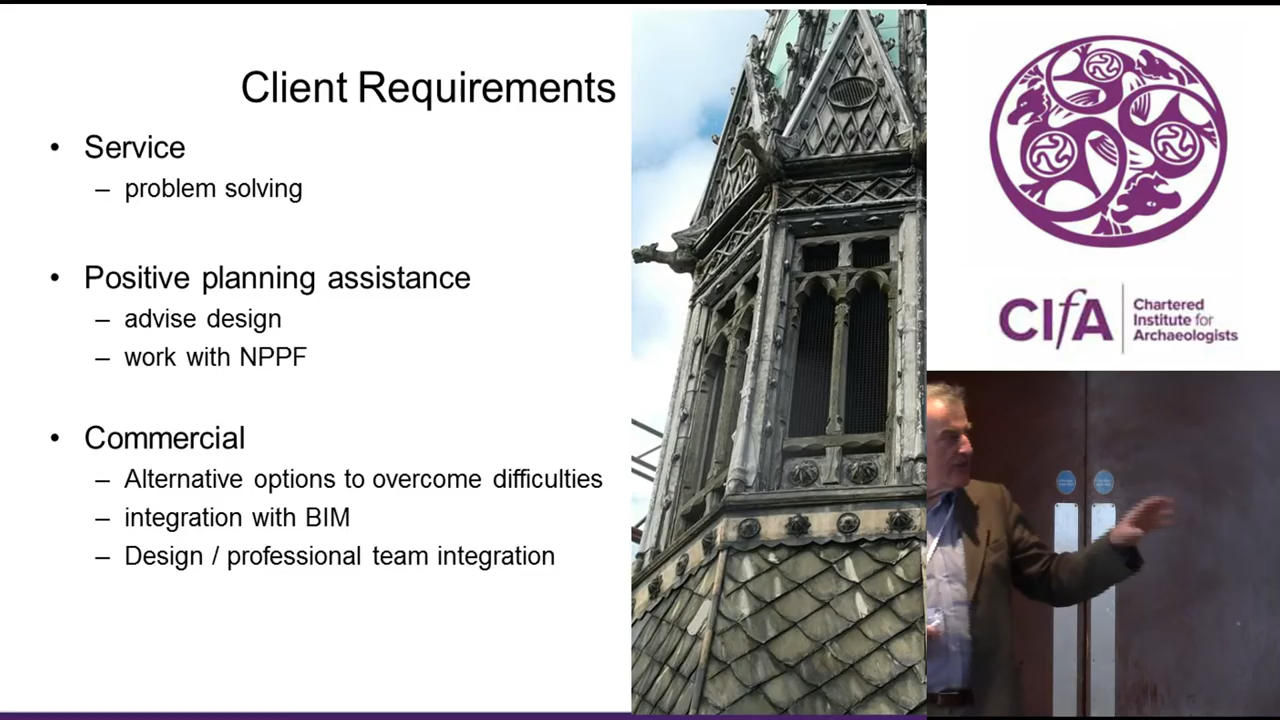 Client Requirements
• Service
– problem solving
• Positive planning assistance
– advise design
– work with NPPF
• Commercial
– Alternative options to overcome difficulties
– integration with BIM
– Design / professional team integration
CIfA
Chartered
Institute for
Archaeologists